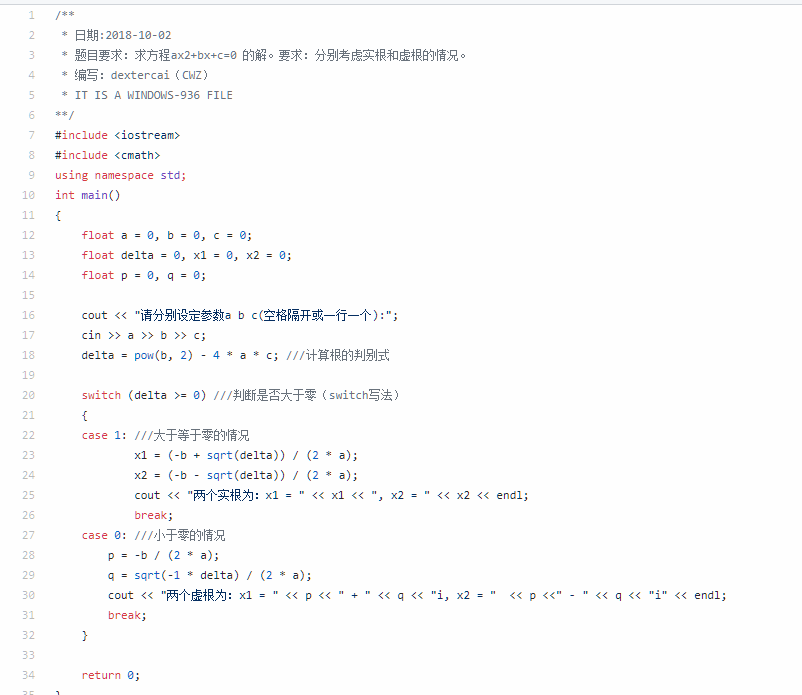 1 /**
2 * 日期:2018-10-02
3 * 题目要求: 求方程ax2+bx+c=0 的解。要求: 分别考虑实根和虚根的情况。
4 * 编写: dextercai（CWZ）
5 * IT IS A WINDOWS-936 FILE
6 **/
7 #include <iostream>
8 #include <cmath>
9 using namespace std;
10 int main()
11 {
12 float a = 0, b = 0, c = 0;
13 float delta = 0, x1 = 0, x2 = 0;
14 float p = 0, q = 0;
15
16 cout << "请分别设定参数a b c(空格隔开或一行一个):";
17 cin >> a >> b >> c;
18 delta = pow(b, 2) - 4 * a * c; ///计算根的判别式
19
20 switch (delta >= 0) ///判断是否大于零（switch写法）
21 {
22 case 1: ///大于等于零的情况
23 x1 = (-b + sqrt(delta)) / (2 * a);
24 x2 = (-b - sqrt(delta)) / (2 * a);
25 cout << "两个实根为: x1 = " << x1 << ", x2 = " << x2 << endl;
26 break;
27 case 0: ///小于零的情况
28 p = -b / (2 * a);
29 q = sqrt(-1 * delta) / (2 * a);
30 cout << "两个虚根为: x1 = " << p << " + " << q << "i, x2 = "  << p <<" - " << q << "i" << endl;
31 break;
32 }
33
34 return 0;
35 }